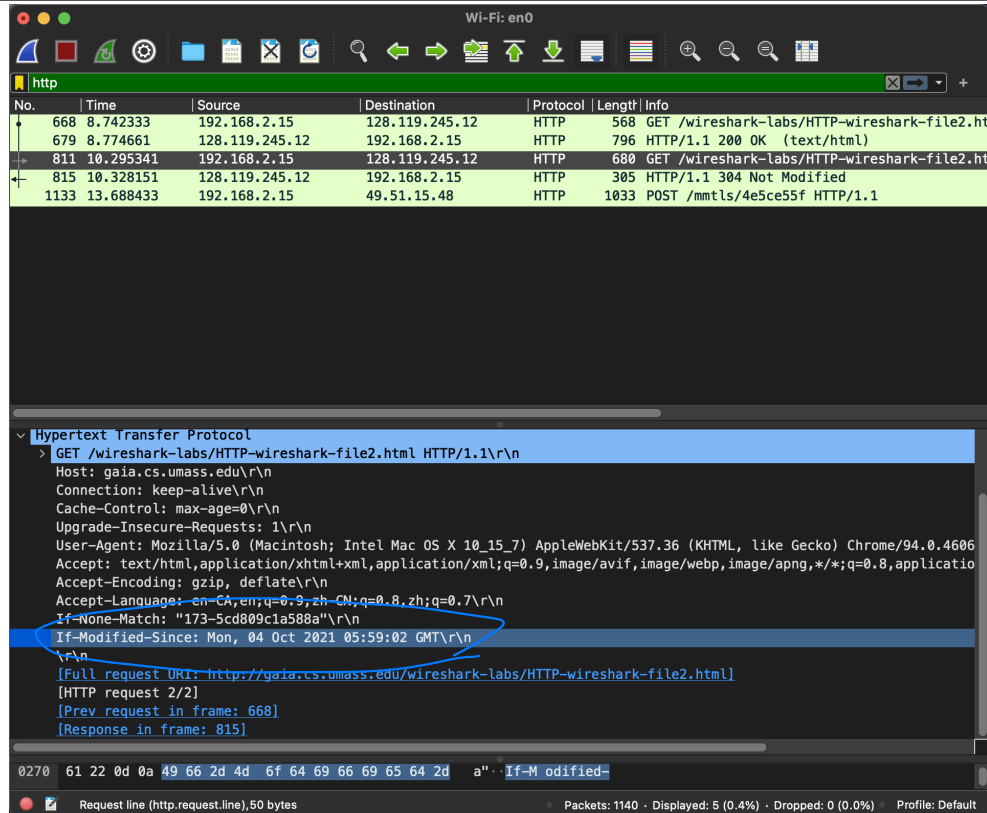 Wi-Fi: en0
http
No. Time Source Destination Protocol Length Info
668 8.742333 192.168.2.15 128.119.245.12 HTTP 568 GET /wireshark-labs/HTTP-wireshark-file2.ht
679 8.774661 128.119.245.12 192.168.2.15 HTTP 796 HTTP/1.1 200 OK (text/html)
811 10.295341 192.168.2.15 128.119.245.12 HTTP 680 GET /wireshark-labs/HTTP-wireshark-file2.ht
815 10.328151 128.119.245.12 192.168.2.15 HTTP 305 HTTP/1.1 304 Not Modified
1133 13.688433 192.168.2.15 49.51.15.48 HTTP 1033 POST /mmtls/4e5ce55f HTTP/1.1
Hypertext Transfer Protocol
GET /wireshark-labs/HTTP-wireshark-file2.html HTTP/1.1\r\n
Host: gaia.cs.umass.edu\r\n
Connection: keep-alive\r\n
Cache-Control: max-age=0\r\n
Upgrade-Insecure-Requests: 1\r\n
User-Agent: Mozilla/5.0 (Macintosh; Intel Mac OS X 10_15_7) AppleWebKit/537.36 (KHTML, like Gecko) Chrome/94.0.4606
Accept: text/html,application/xhtml+xml,application/xml;q=0.9,image/avif,image/webp,image/apng,*/*;q=0.8,applicatio
Accept-Encoding: gzip, deflate\r\n
Accept-Language: en-CA,en;q=0.9,zh-CN;q=0.8,zh;q=0.7\r\n
If-None-Match: "173-5cd809c1a588a"\r\n
If-Modified-Since: Mon, 04 Oct 2021 05:59:02 GMT\r\n
\r\n
[Full request URI: http://gaia.cs.umass.edu/wireshark-labs/HTTP-wireshark-file2.html]
[HTTP request 2/2]
[Prev request in frame: 668]
[Response in frame: 815]
0270 61 22 0d 0a 49 66 2d 4d 6f 64 69 66 69 65 64 2d a"··If-M odified-
Request line (http.request.line), 50 bytes Packets: 1140 · Displayed: 5 (0.4%) · Dropped: 0 (0.0%) Profile: Default